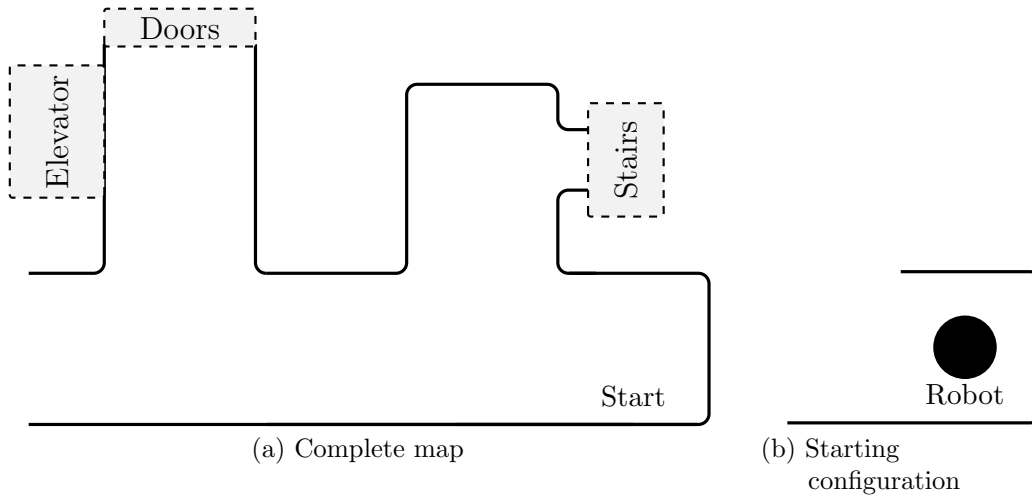 Doors
Elevator
Stairs
Start
Robot
(a) Complete map
(b) Starting
configuration